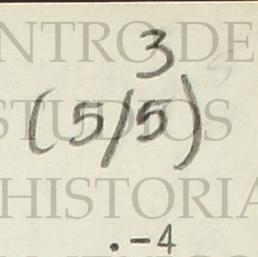 NTRO DE
3
STUDIOS
(5/5)
HISTORIA
.-4